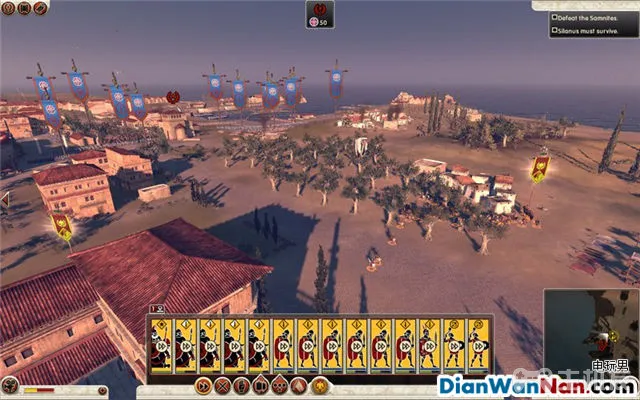 50
Defeat the Samnites.
Silanus must survive.
电玩男
DianWanNan.com